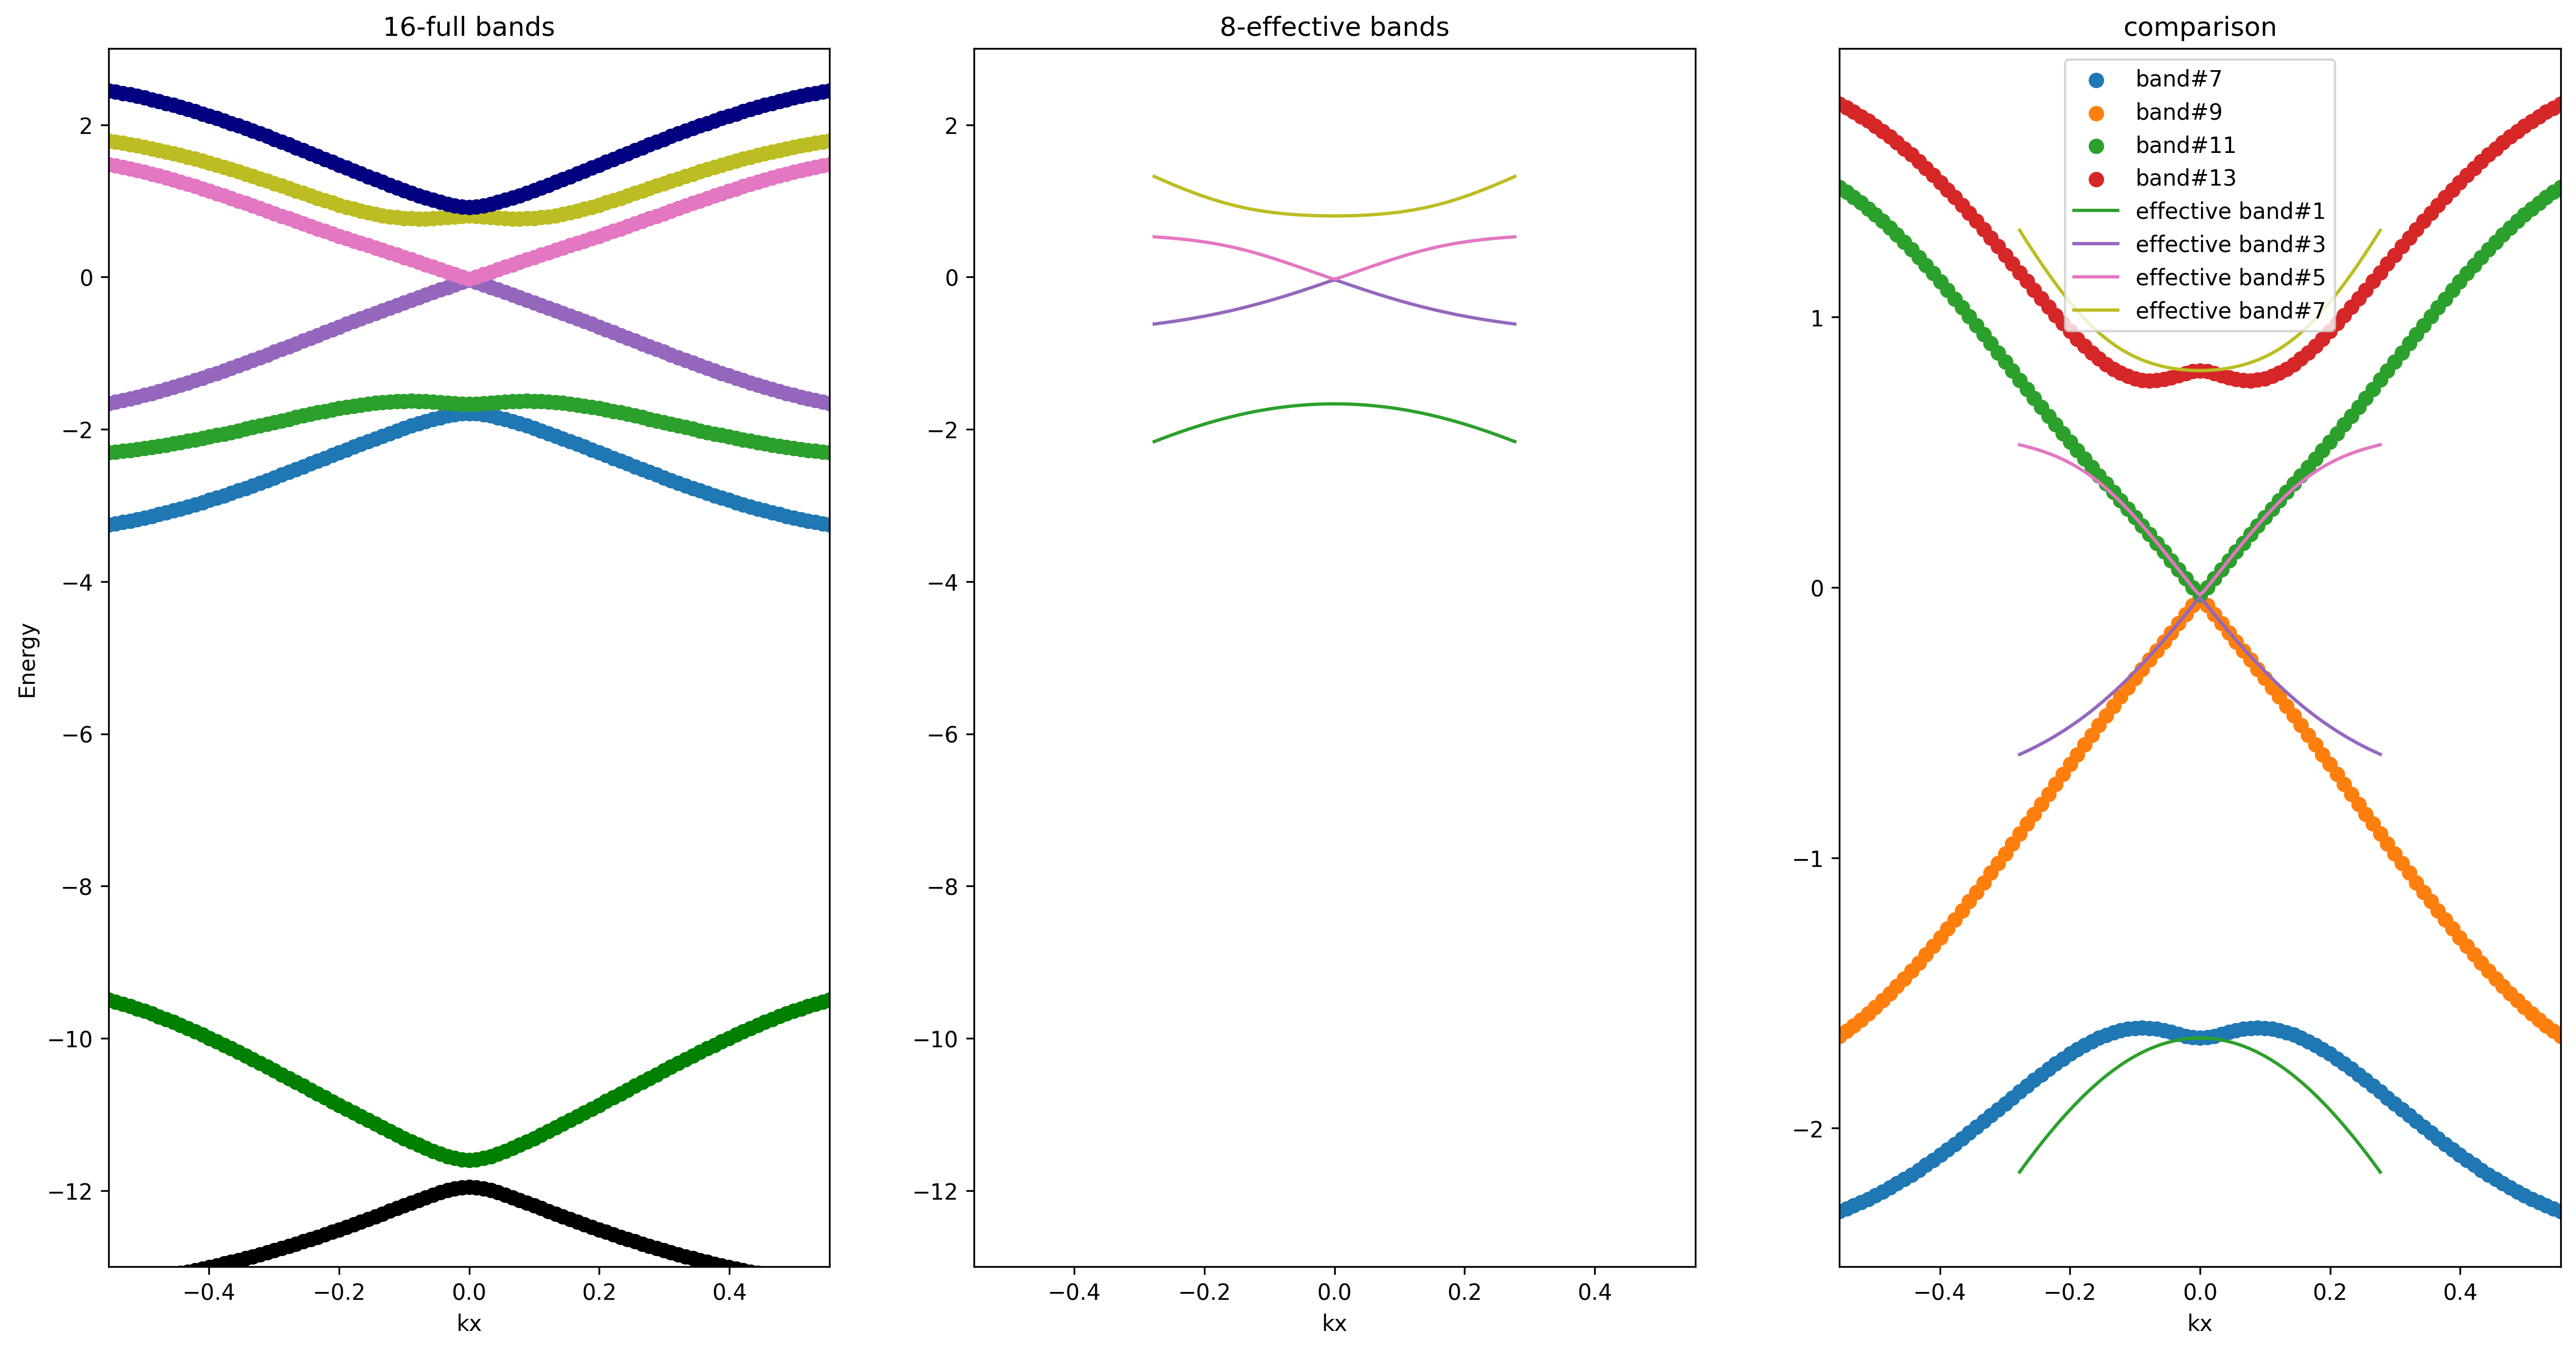 16-full bands
8-effective bands
comparison
Energy
2
0
−2
−4
−6
−8
−10
−12
−0.4
−0.2
0.0
0.2
0.4
kx
2
0
−2
−4
−6
−8
−10
−12
−0.4
−0.2
0.0
0.2
0.4
kx
band#7
band#9
band#11
band#13
effective band#1
effective band#3
effective band#5
effective band#7
1
0
−1
−2
−0.4
−0.2
0.0
0.2
0.4
kx